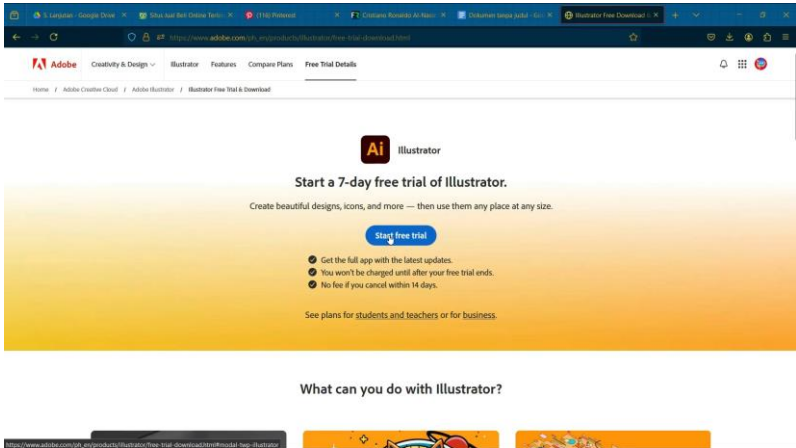 S. Lanjutan - Google Drive
Situs Jual Beli Online Terle
(116) Pinterest
Cristiano Ronaldo Al-Nassr
Dokumen tanpa judul
Illustrator Free Download &
https://www.adobe.com/ph_en/products/illustrator/free-trial-download.html
Adobe
Creativity & Design
Illustrator
Features
Compare Plans
Free Trial Details
Home / Adobe Creative Cloud / Adobe Illustrator / Illustrator Free Trial & Download
Ai Illustrator
Start a 7-day free trial of Illustrator.
Create beautiful designs, icons, and more — then use them any place at any size.
Start free trial
Get the full app with the latest updates.
You won't be charged until after your free trial ends.
No fee if you cancel within 14 days.
See plans for students and teachers or for business.
What can you do with Illustrator?
https://www.adobe.com/ph_en/products/illustrator/free-trial-download.html#modal-twp-illustrator